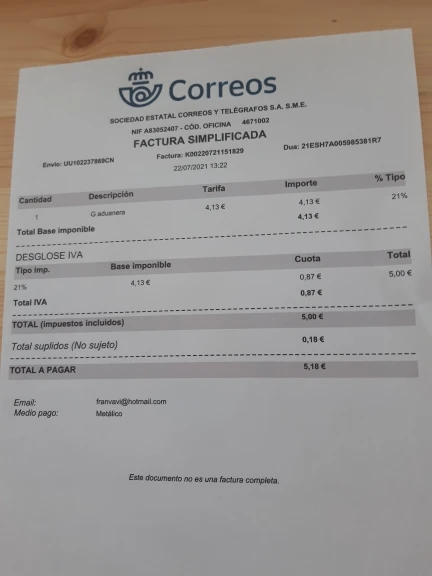 Correos
SOCIEDAD ESTATAL CORREOS Y TELÉGRAFOS S.A. S.M.E.
NIF A83052407 - CÓD. OFICINA 4671002
FACTURA SIMPLIFICADA
Envío: UU102237869CN Factura: K00220721151829 Dua: 21ESH7A005985381R7
22/07/2021 13:22
Cantidad Descripción Tarifa Importe % Tipo
1 G aduanera 4,13 € 4,13 € 21%
Total Base imponible 4,13 €
DESGLOSE IVA
Tipo imp. Base imponible Cuota Total
21% 4,13 € 0,87 € 5,00 €
Total IVA 0,87 €
TOTAL (impuestos incluidos) 5,00 €
Total suplidos (No sujeto) 0,18 €
TOTAL A PAGAR 5,18 €
Email: franvavi@hotmail.com
Medio pago: Metálico
Este documento no es una factura completa.